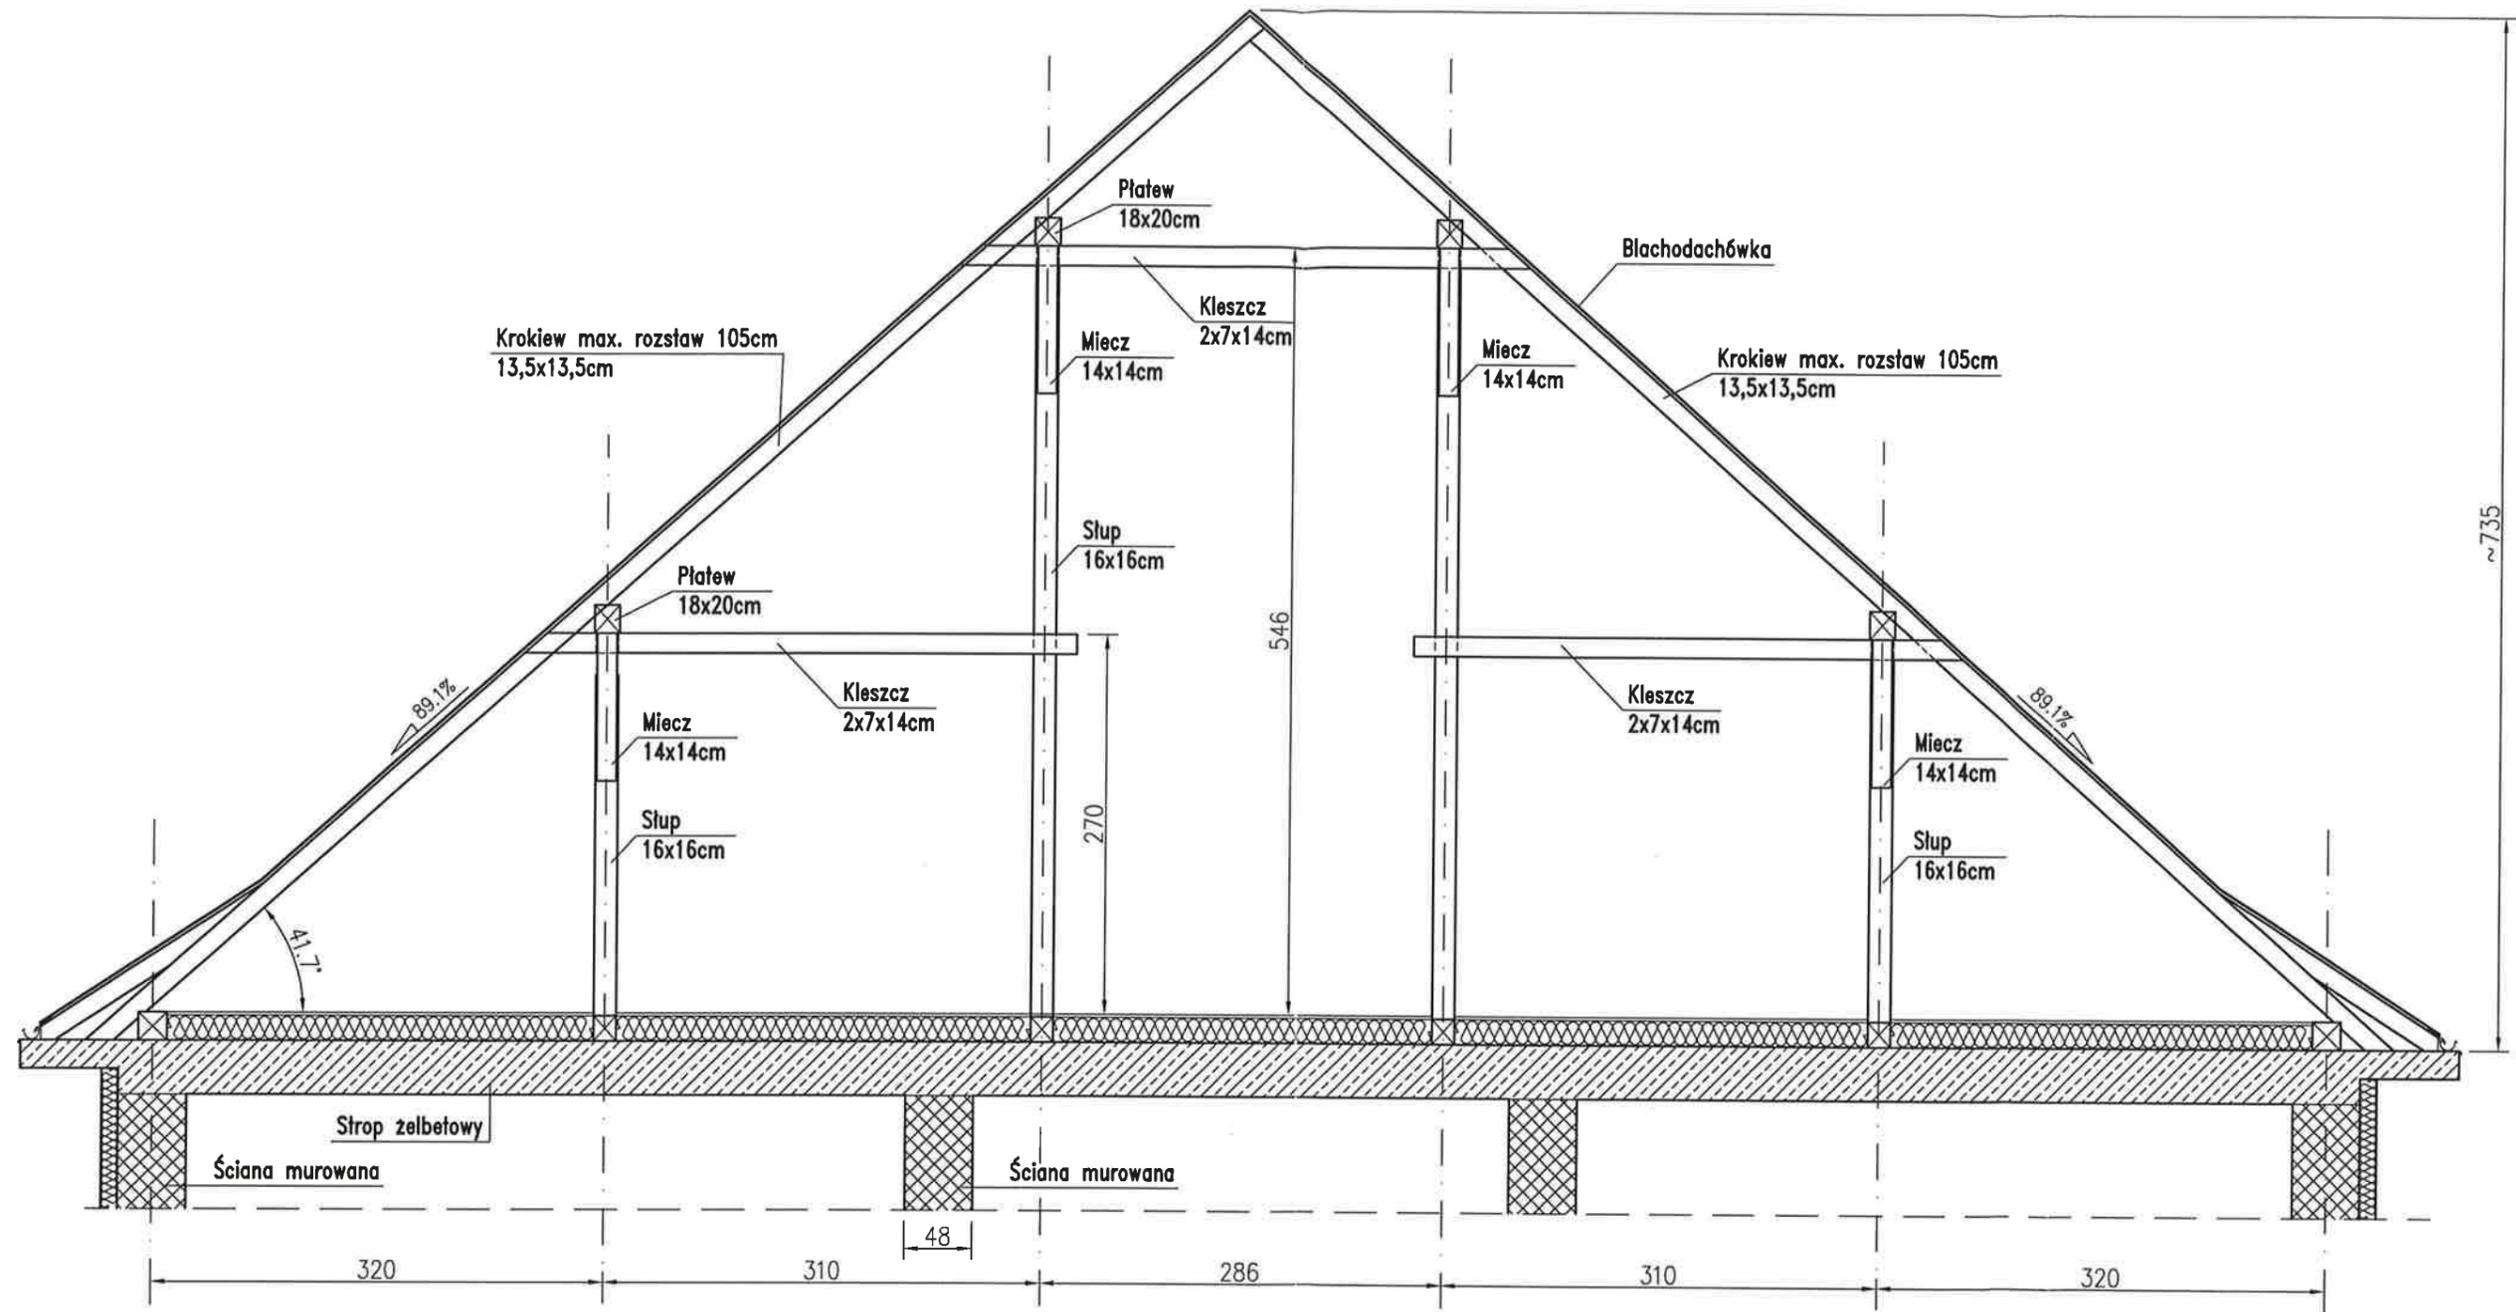 Płatew
18x20cm
Blachodachówka
Kleszcz
2x7x14cm
Krokiew max. rozstaw 105cm
13,5x13,5cm
Miecz
14x14cm
Miecz
14x14cm
Krokiew max. rozstaw 105cm
13,5x13,5cm
~735
Słup
16x16cm
Płatew
18x20cm
546
89.1%
Kleszcz
2x7x14cm
Kleszcz
2x7x14cm
89.1%
Miecz
14x14cm
Miecz
14x14cm
270
Słup
16x16cm
Słup
16x16cm
41.7°
Strop żelbetowy
Ściana murowana
Ściana murowana
48
320
310
286
310
320